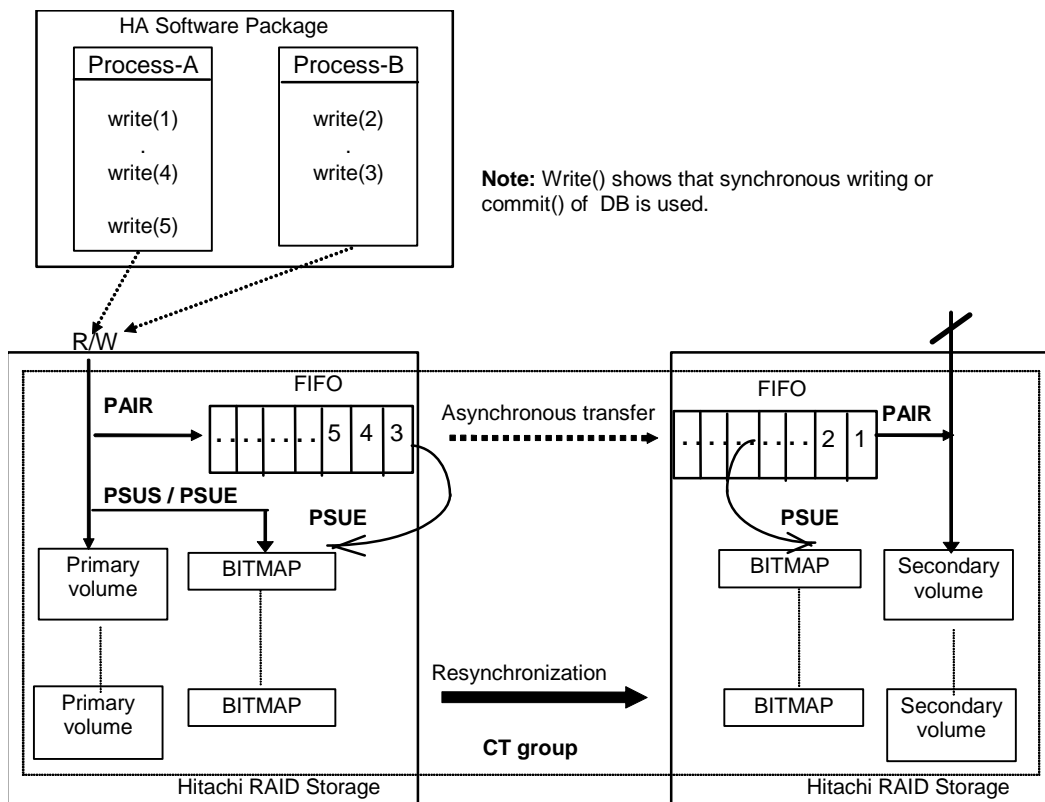 HA Software Package
Process-A
Process-B
write(1)
.
write(4)
write(5)
write(2)
.
write(3)
Note: Write() shows that synchronous writing or
commit() of  DB is used.
R/W
FIFO
PAIR
. . . . . . . . 5 4 3
PSUS / PSUE
PSUE
Primary
volume
BITMAP
Primary
volume
BITMAP
Asynchronous transfer
Resynchronization
CT group
FIFO
. . . . . . . . . . 2 1
PAIR
PSUE
BITMAP
Secondary
volume
BITMAP
Secondary
volume
Hitachi RAID Storage
Hitachi RAID Storage